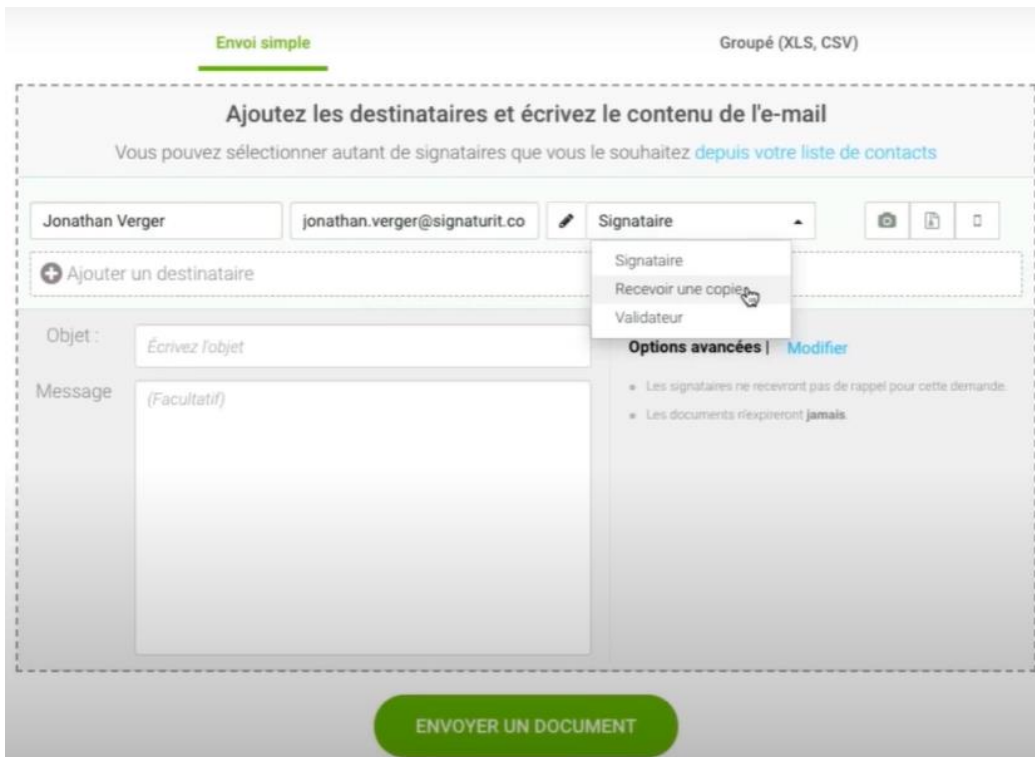 Envoi simple
Groupé (XLS, CSV)
Ajoutez les destinataires et écrivez le contenu de l'e-mail
Vous pouvez sélectionner autant de signataires que vous le souhaitez depuis votre liste de contacts
Jonathan Verger
jonathan.verger@signaturit.co
Signataire
Ajouter un destinataire
Signataire
Recevoir une copie
Validateur
Objet :
Écrivez l'objet
Options avancées | Modifier
Message
(Facultatif)
Les signataires ne recevront pas de rappel pour cette demande.
Les documents n'expireront jamais.
ENVOYER UN DOCUMENT